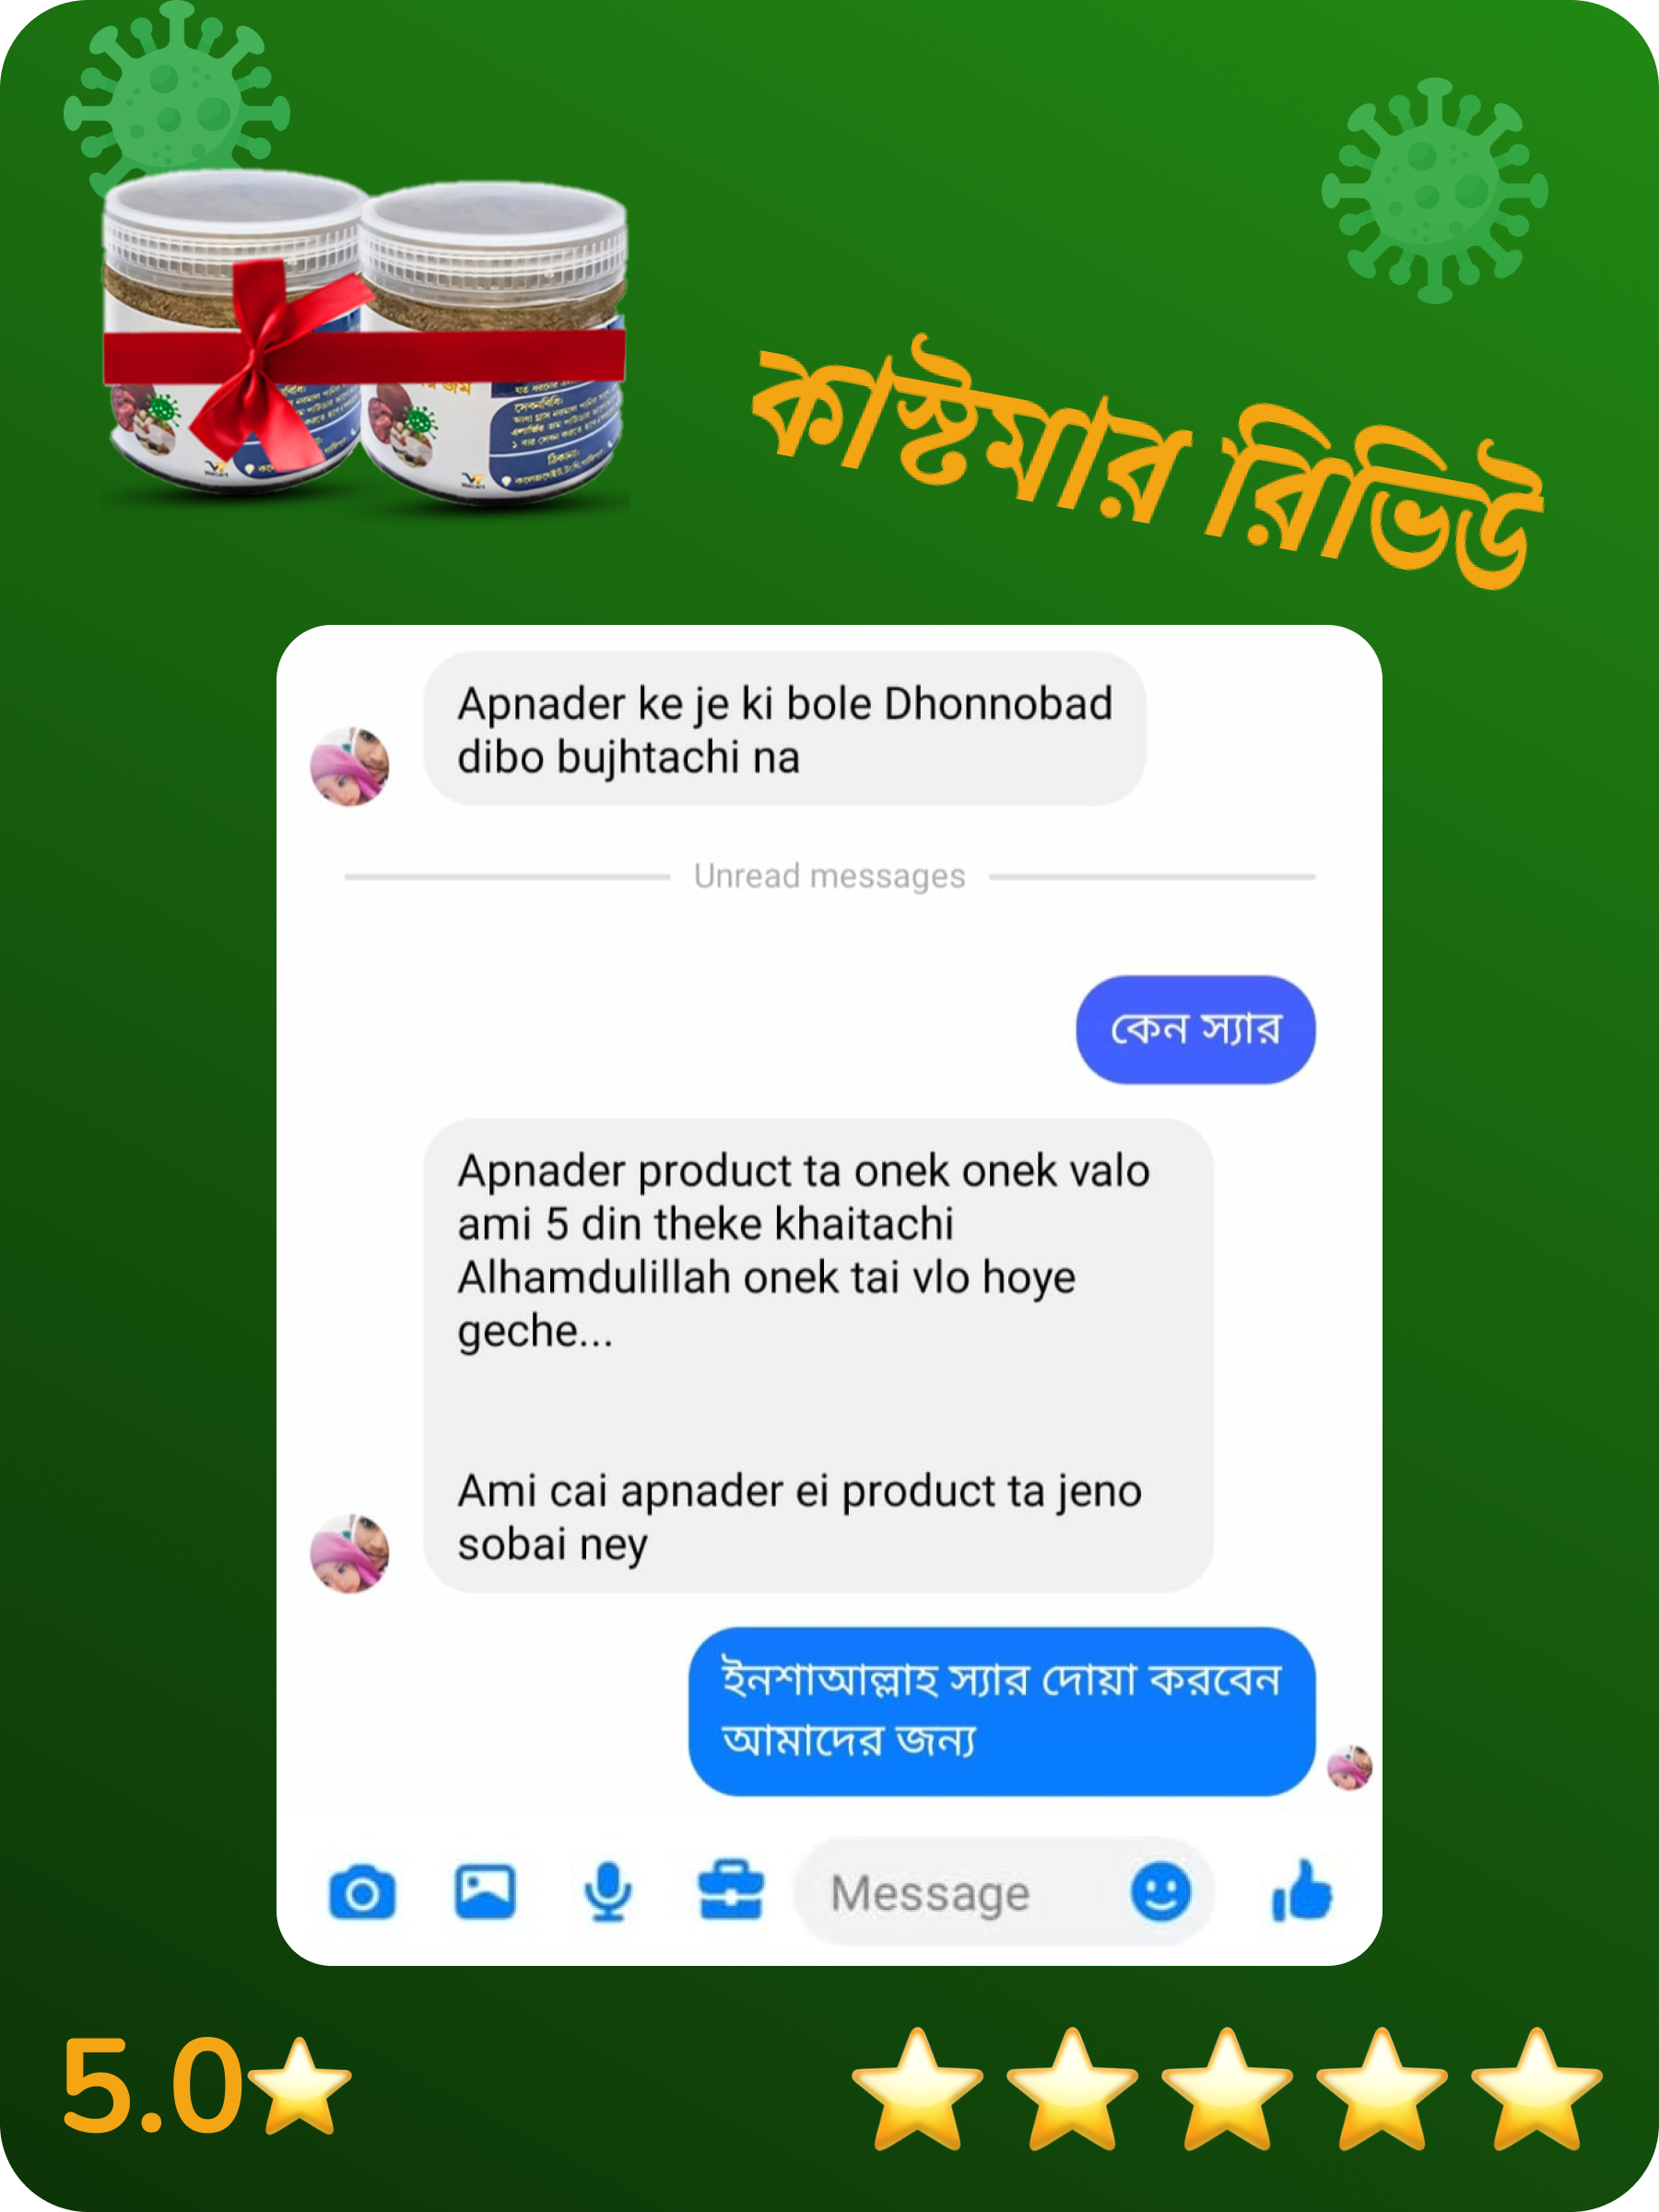 কাস্টমার রিভিউ
সেবনবিধি:
ঠিকানা:
Apnader ke je ki bole Dhonnobad
dibo bujhtachi na
Unread messages
কেন স্যার
Apnader product ta onek onek valo
ami 5 din theke khaitachi
Alhamdulillah onek tai vlo hoye
geche...
Ami cai apnader ei product ta jeno
sobai ney
ইনশাআল্লাহ স্যার দোয়া করবেন
আমাদের জন্য
Message
5.0